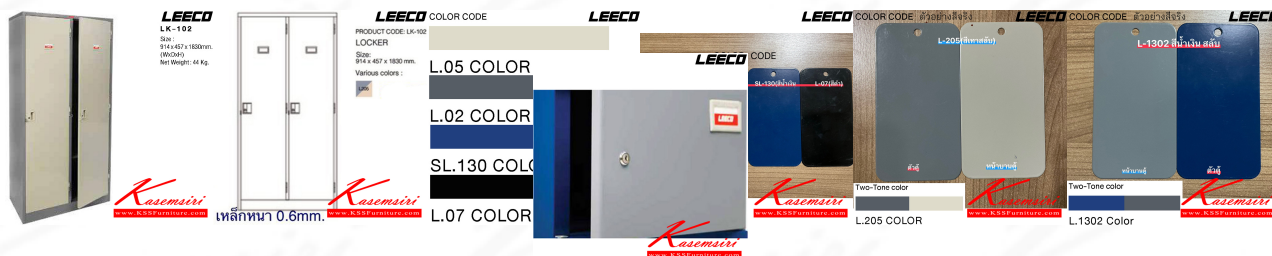 LEECO
LK-102
Size :
914 x 457 x 1830mm.
(WxDxH)
Net Weight : 44 Kg.
Kasemsiri
www.KSSFurniture.com
LEECO
PRODUCT CODE: LK-102
LOCKER
Size:
914 x 457 x 1830 mm.
Various colors :
L205
Kasemsiri
www.KSSFurniture.com
เหล็กหนา 0.6mm.
COLOR CODE
LEECO
L.05 COLOR
L.02 COLOR
SL.130 COLO
L.07 COLOR
LEECO
LEECO
Kasemsiri
www.KSSFurniture.com
LEECO
CODE
SL-130(สีน้ำเงิน
L-07(สีดำ)
Kasemsiri
www.KSSFurniture.com
COLOR CODE ตัวอย่างสีจริง
LEECO
L-205(สีเทาสลับ)
ตัวตู้
หน้าบานตู้
Two-Tone color
L.205 COLOR
Kasemsiri
www.KSSFurniture.com
COLOR CODE ตัวอย่างสีจริง
LEECO
L-1302 สีน้ำเงิน สลับ
หน้าบานตู้
ตัวตู้
Two-Tone color
L.1302 Color
Kasemsiri
www.KSSFurniture.com